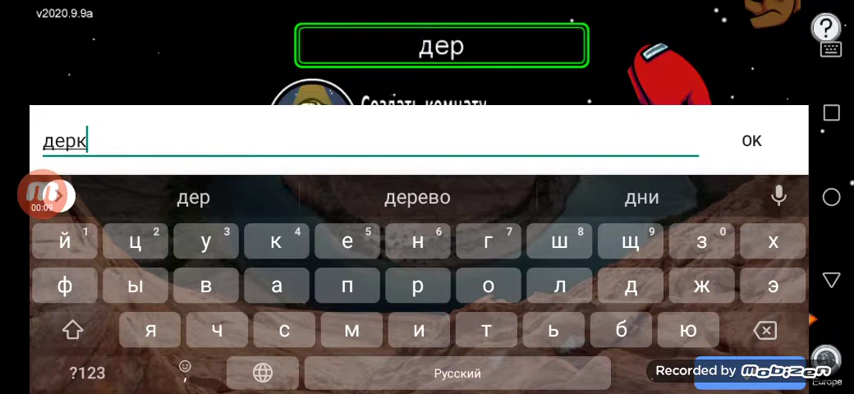 v2020.9.9a
дер
?
Создать комнату
дерк
ОК
00:09
дер дерево дни
й 1 ц 2 у 3 к 4 е 5 н 6 г 7 ш 8 щ 9 з 0 х
ф ы в а п р о л д ж э
я ч с м и т ь б ю
?123 , Русский
Recorded by MOBIZEN
Europe